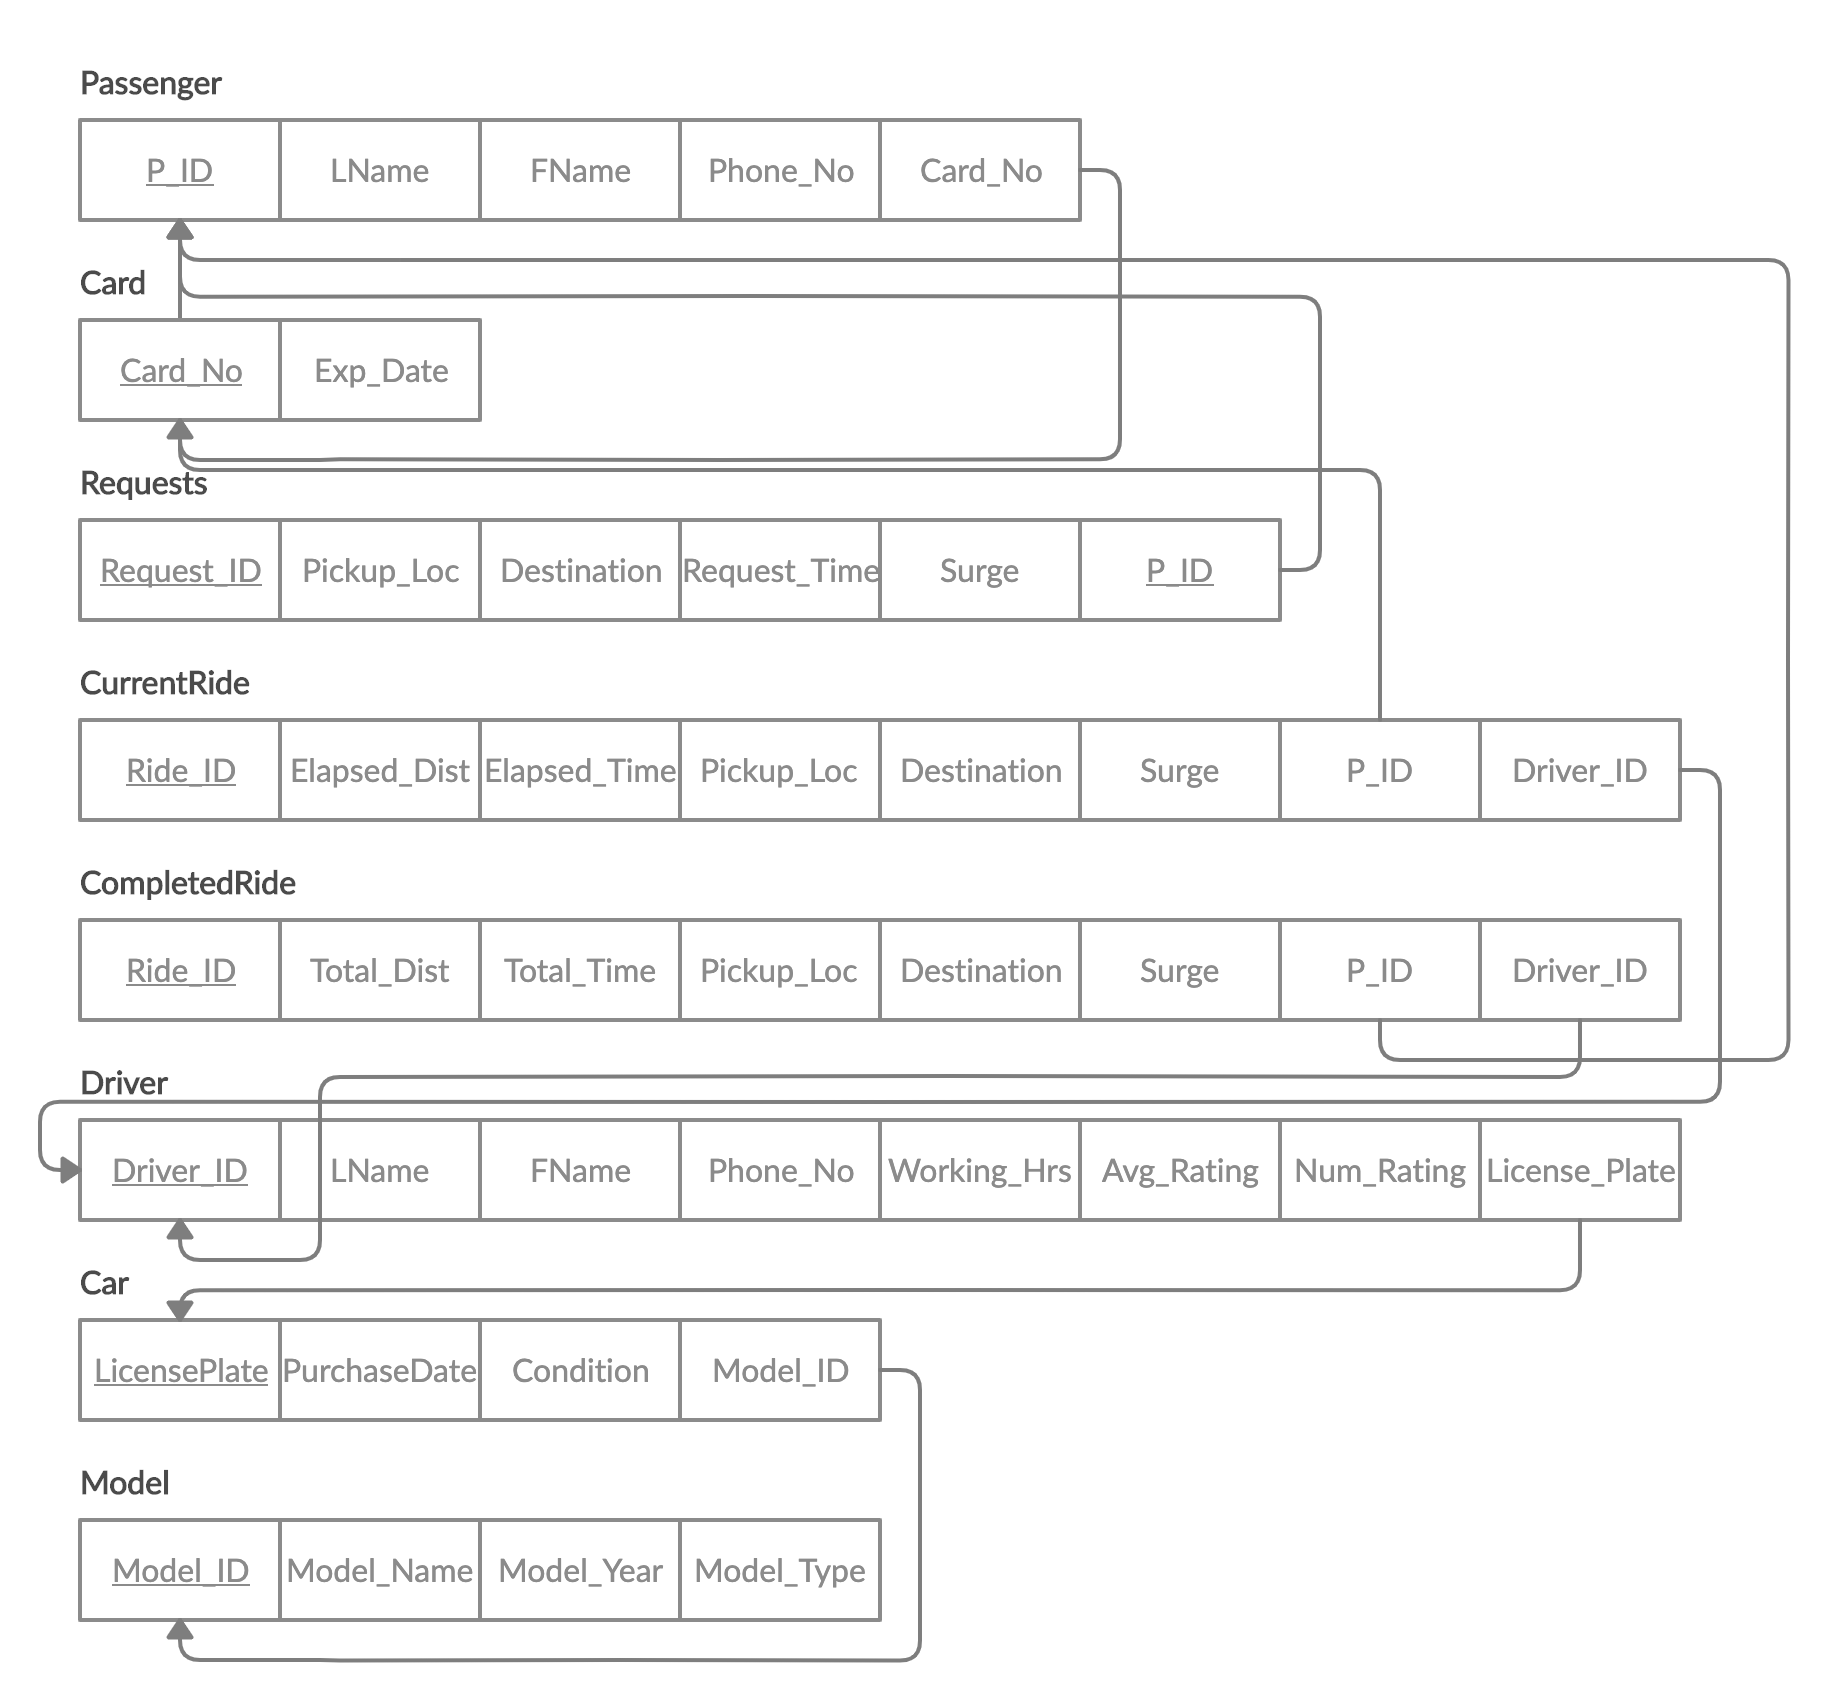 Passenger
P_ID LName FName Phone_No Card_No
Card
Card_No Exp_Date
Requests
Request_ID Pickup_Loc Destination Request_Time Surge P_ID
CurrentRide
Ride_ID Elapsed_Dist Elapsed_Time Pickup_Loc Destination Surge P_ID Driver_ID
CompletedRide
Ride_ID Total_Dist Total_Time Pickup_Loc Destination Surge P_ID Driver_ID
Driver
Driver_ID LName FName Phone_No Working_Hrs Avg_Rating Num_Rating License_Plate
Car
LicensePlate PurchaseDate Condition Model_ID
Model
Model_ID Model_Name Model_Year Model_Type